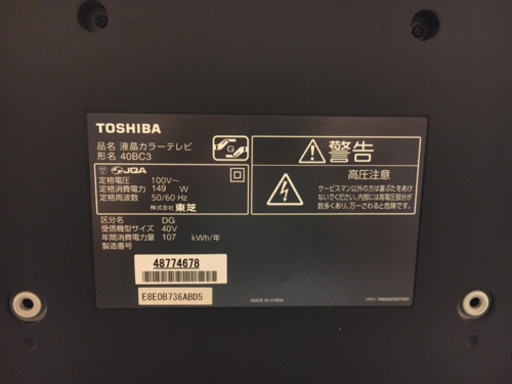 TOSHIBA
品名 液晶カラーテレビ
形名 40BC3
JQA
定格電圧 100V~
定格消費電力 149 W
定格周波数 50/60 Hz
株式会社 東芝
区分名 DG
受信機型サイズ 40V
年間消費電力量 107 kWh/年
製造番号
48774678
E8E0B736ABD5
警告
高圧注意
サービスマン以外の方は裏ぶたをあけ
ないでください。内部には高電圧部分が
数多くあり、万一さわると危険です。
MADE IN CHINA